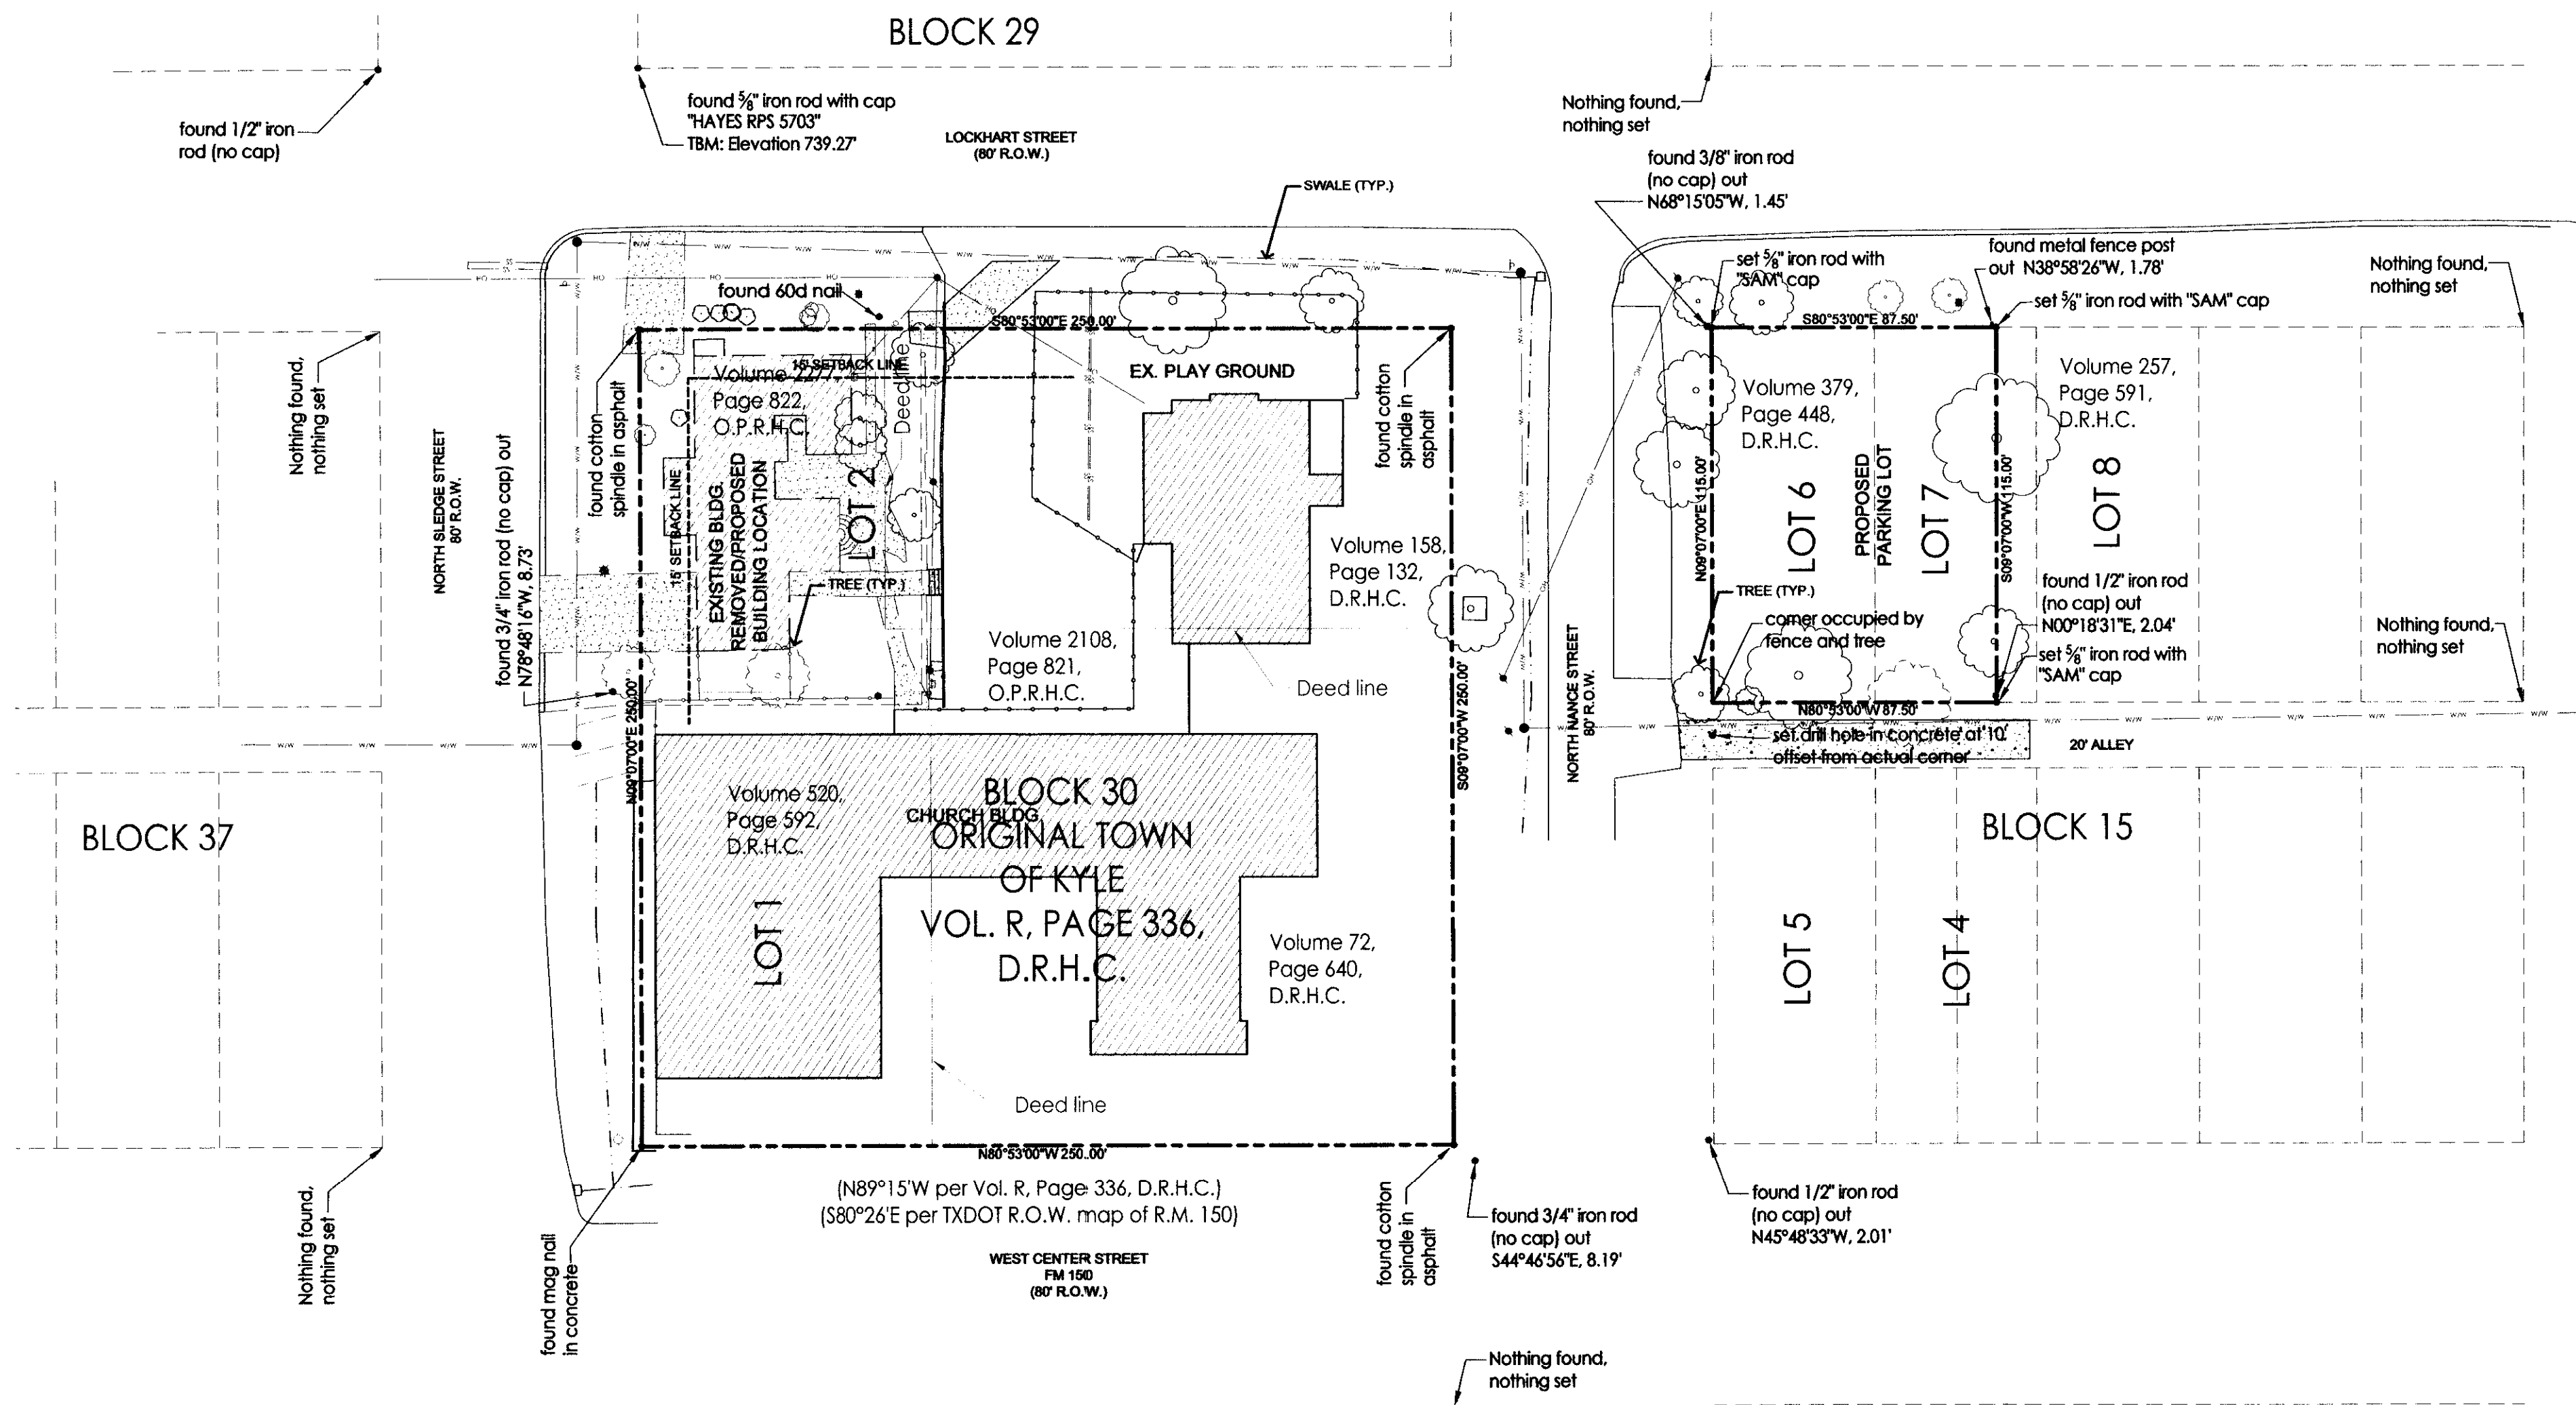 BLOCK 29
found 1/2" iron
rod (no cap)
found ⅝" iron rod with cap
"HAYES RPS 5703"
TBM: Elevation 739.27'
LOCKHART STREET
(80' R.O.W.)
Nothing found,
nothing set
found 3/8" iron rod
(no cap) out
N68°15'05"W, 1.45'
SWALE (TYP.)
set ⅝" iron rod with
"SAM" cap
found metal fence post
out N38°58'26"W, 1.78'
set ⅝" iron rod with "SAM" cap
Nothing found,
nothing set
found 60d nail
S80°53'00"E 250.00'
S80°53'00"E 87.50'
Nothing found,
nothing set
NORTH SLEDGE STREET
80' R.O.W.
found cotton
spindle in asphalt
found 3/4" iron rod (no cap) out
N78°48'16"W, 8.73'
15' SETBACK LINE
Volume 2277,
Page 822,
O.P.R.H.C.
Deed line
15' SETBACK LINE
EXISTING BLDG.
REMOVED/PROPOSED
BUILDING LOCATION
LOT 2
TREE (TYP.)
EX. PLAY GROUND
found cotton
spindle in
asphalt
Volume 158,
Page 132,
D.R.H.C.
Volume 2108,
Page 821,
O.P.R.H.C.
Deed line
N09°07'00"E 250.00'
S09°07'00"W 250.00'
NORTH NANCE STREET
80' R.O.W.
Volume 379,
Page 448,
D.R.H.C.
N09°07'00"E 115.00'
LOT 6
PROPOSED
PARKING LOT
LOT 7
S09°07'00"W 115.00'
Volume 257,
Page 591,
D.R.H.C.
LOT 8
TREE (TYP.)
corner occupied by
fence and tree
found 1/2" iron rod
(no cap) out
N00°18'31"E, 2.04'
set ⅝" iron rod with
"SAM" cap
Nothing found,
nothing set
N80°53'00"W 87.50'
set drill hole in concrete at 10'
offset from actual corner
20' ALLEY
BLOCK 37
Volume 520,
Page 592,
D.R.H.C.
CHURCH BLDG.
BLOCK 30
ORIGINAL TOWN
OF KYLE
VOL. R, PAGE 336,
D.R.H.C.
LOT 1
Volume 72,
Page 640,
D.R.H.C.
Deed line
BLOCK 15
LOT 5
LOT 4
N80°53'00"W 250..00'
(N89°15'W per Vol. R, Page 336, D.R.H.C.)
(S80°26'E per TXDOT R.O.W. map of R.M. 150)
WEST CENTER STREET
FM 150
(80' R.O.W.)
Nothing found,
nothing set
found mag nail
in concrete
found cotton
spindle in
asphalt
found 3/4" iron rod
(no cap) out
S44°46'56"E, 8.19'
found 1/2" iron rod
(no cap) out
N45°48'33"W, 2.01'
Nothing found,
nothing set